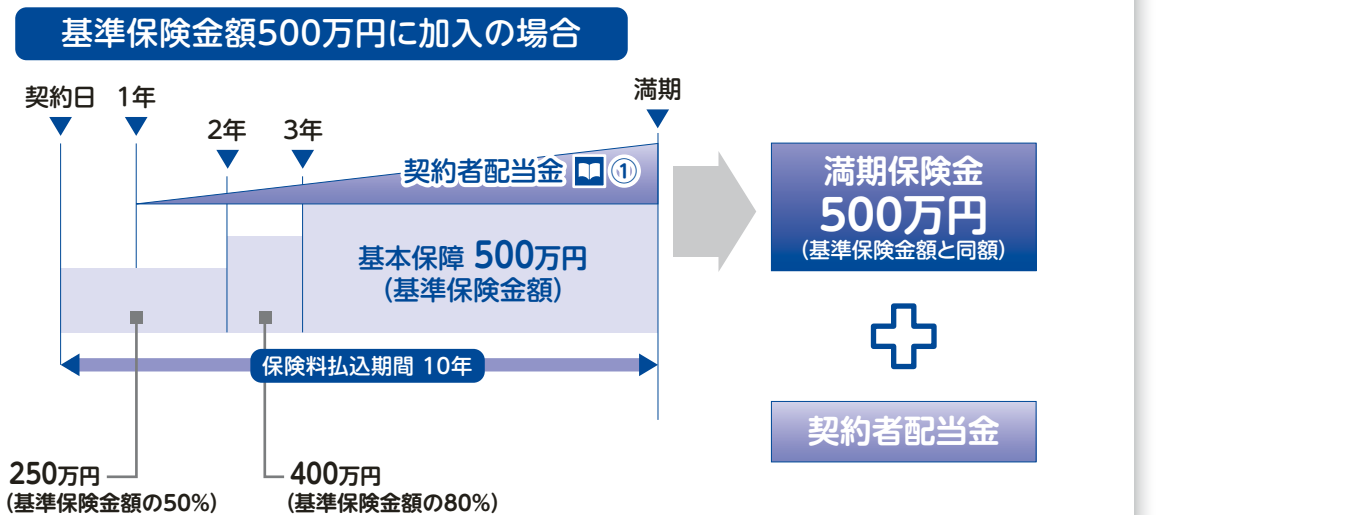 基準保険金額500万円に加入の場合
契約日
1年
2年
3年
満期
契約者配当金 ①
基本保障 500万円
(基準保険金額)
保険料払込期間 10年
250万円
(基準保険金額の50%)
400万円
(基準保険金額の80%)
満期保険金
500万円
(基準保険金額と同額)
契約者配当金